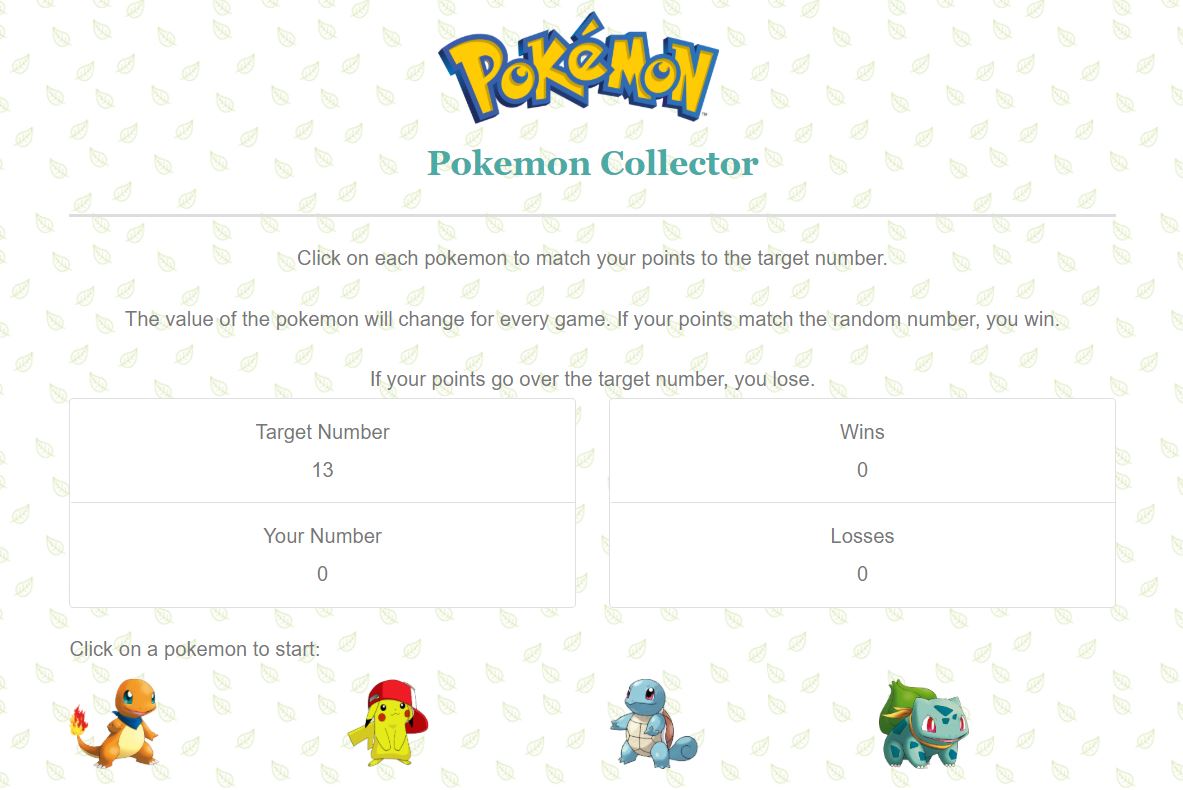 Pokémon
Pokemon Collector
Click on each pokemon to match your points to the target number.
The value of the pokemon will change for every game. If your points match the random number, you win.
If your points go over the target number, you lose.
Target Number
13
Your Number
0
Wins
0
Losses
0
Click on a pokemon to start: